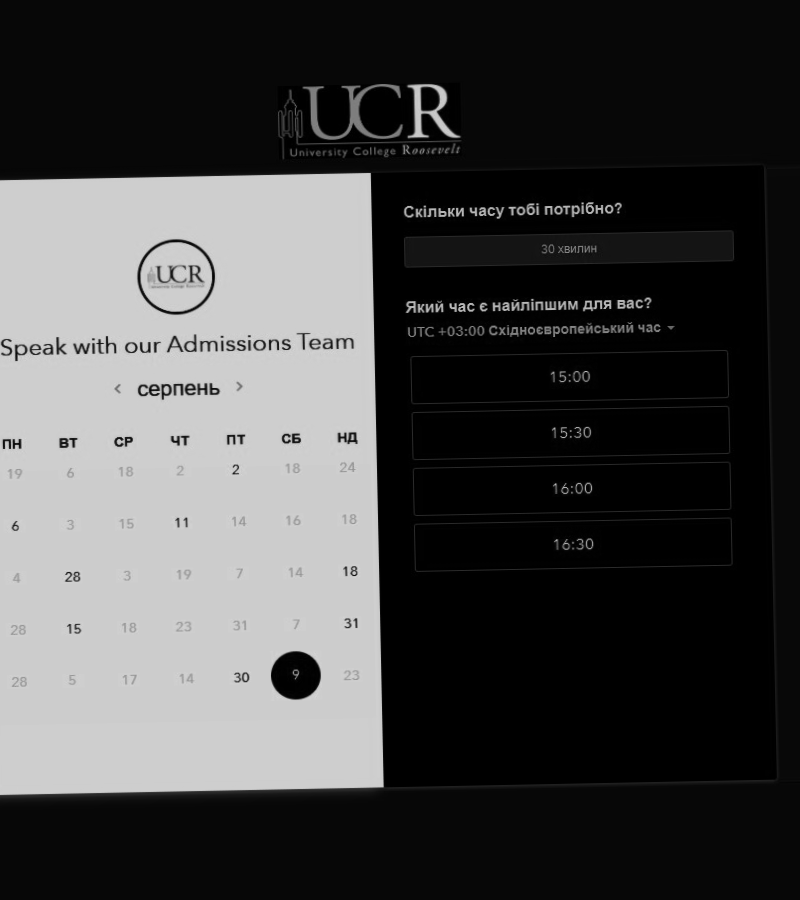 UCR
University College Roosevelt
UCR
Speak with our Admissions Team
серпень
ПН ВТ СР ЧТ ПТ СБ НД
19 6 18 2 2 18 24
6 3 15 11 14 16 18
4 28 3 19 7 14 18
28 15 18 23 31 7 31
28 5 17 14 30 9 23
Скільки часу тобі потрібно?
30 хвилин
Який час є найліпшим для вас?
UTC +03:00 Східноєвропейський час
15:00
15:30
16:00
16:30